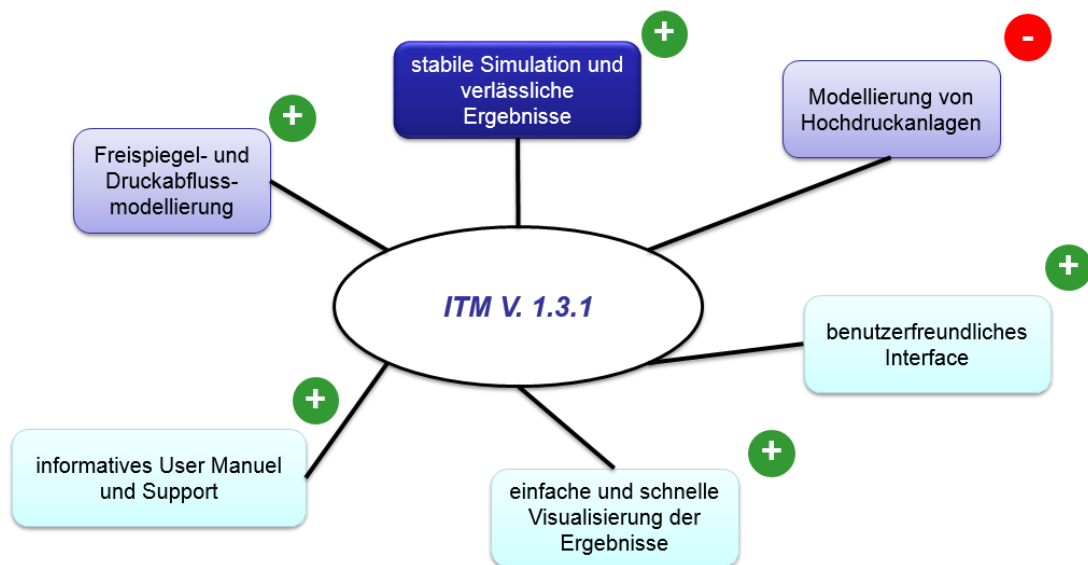 +
stabile Simulation und
verlässliche
Ergebnisse
-
Modellierung von
Hochdruckanlagen
+
Freispiegel- und
Druckabfluss-
modellierung
ITM V. 1.3.1
+
benutzerfreundliches
Interface
+
informatives User Manuel
und Support
+
einfache und schnelle
Visualisierung der
Ergebnisse